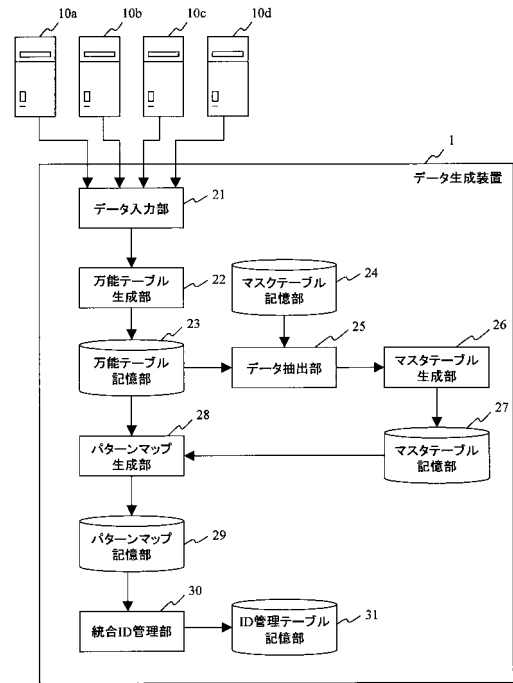 10a
10b
10c
10d
1
データ生成装置
データ入力部
21
万能テーブル
生成部
22
マスクテーブル
記憶部
24
23
万能テーブル
記憶部
25
データ抽出部
26
マスタテーブル
生成部
27
マスタテーブル
記憶部
28
パターンマップ
生成部
パターンマップ
記憶部
29
30
統合ID管理部
ID管理テーブル
記憶部
31